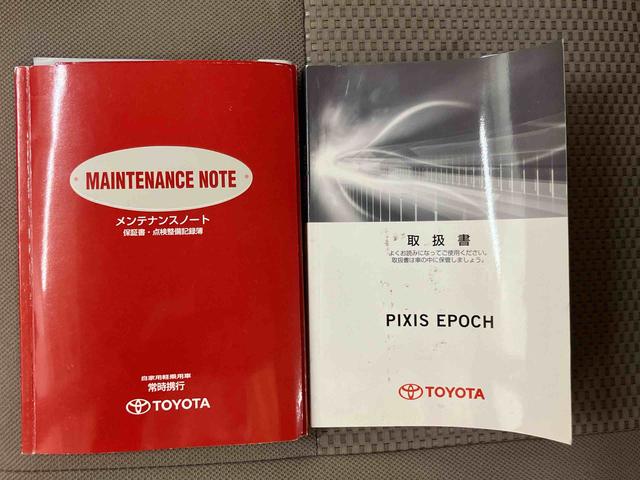 MAINTENANCE NOTE
メンテナンスノート
保証書・点検整備記録簿
自家用軽乗用車
常時携行
TOYOTA
取扱書
よくお読みになってご使用ください。
取扱書は車の中に保管しましょう。
PIXIS EPOCH
TOYOTA